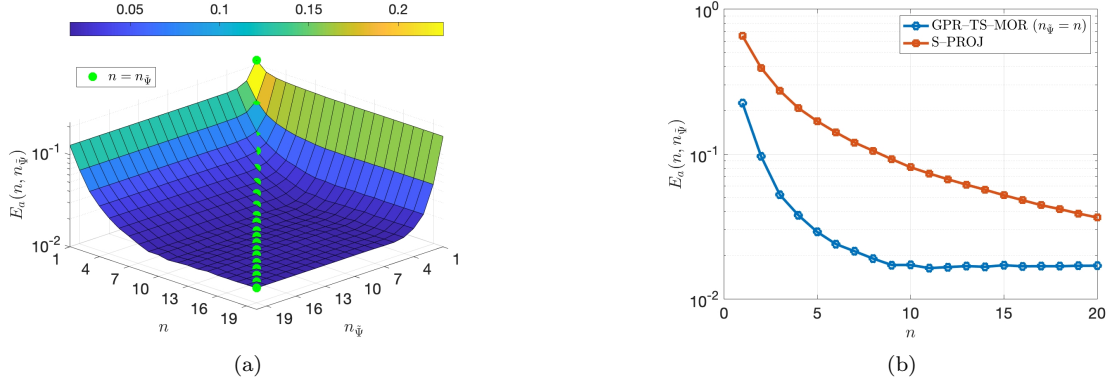 0.05 0.1 0.15 0.2
n = n_Ψ̃
E_a(n, n_Ψ̃)
10^{-1}
10^{-2}
1 4 7 10 13 16 19
n
19 16 13 10 7 4 1
n_Ψ̃
(a)
10^0
GPR–TS–MOR (n_Ψ̃ = n)
S–PROJ
E_a(n, n_Ψ̃)
10^{-1}
10^{-2}
0 5 10 15 20
n
(b)